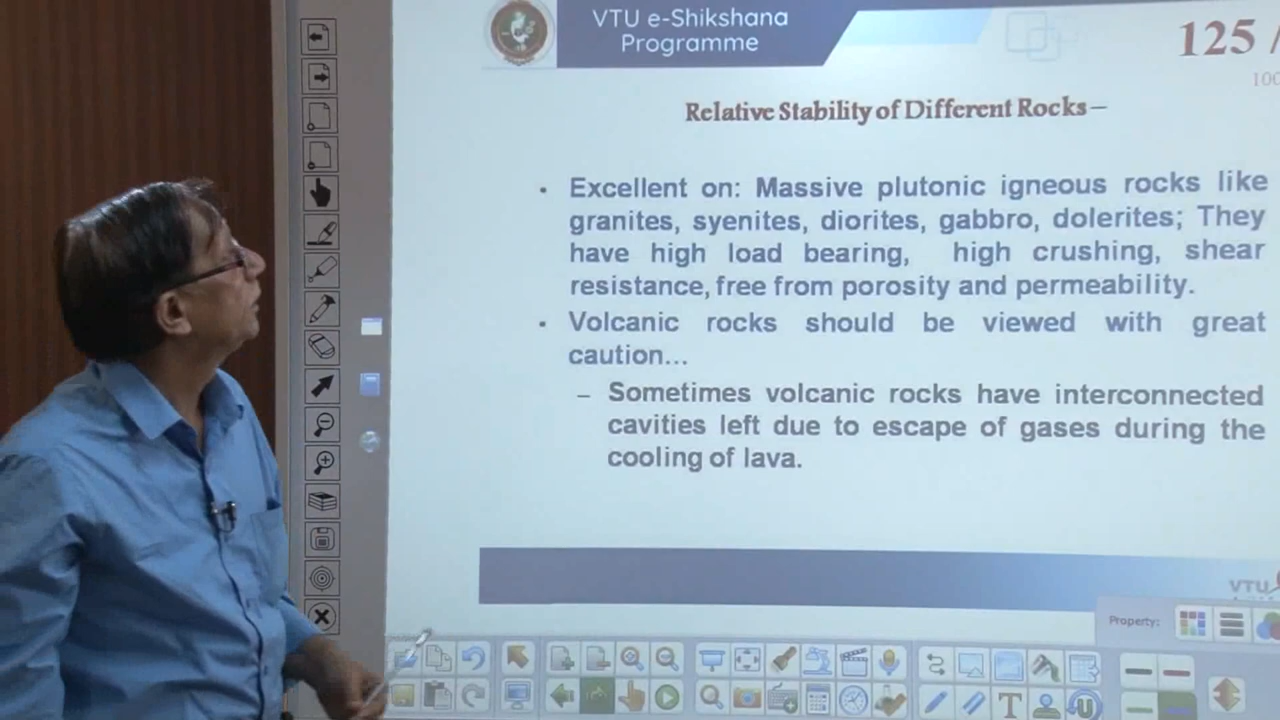 VTU e-Shikshana
Programme
125 /
100
Relative Stability of Different Rocks –
• Excellent on: Massive plutonic igneous rocks like
granites, syenites, diorites, gabbro, dolerites; They
have high load bearing, high crushing, shear
resistance, free from porosity and permeability.
• Volcanic rocks should be viewed with great
caution...
– Sometimes volcanic rocks have interconnected
cavities left due to escape of gases during the
cooling of lava.
VTU
Property: